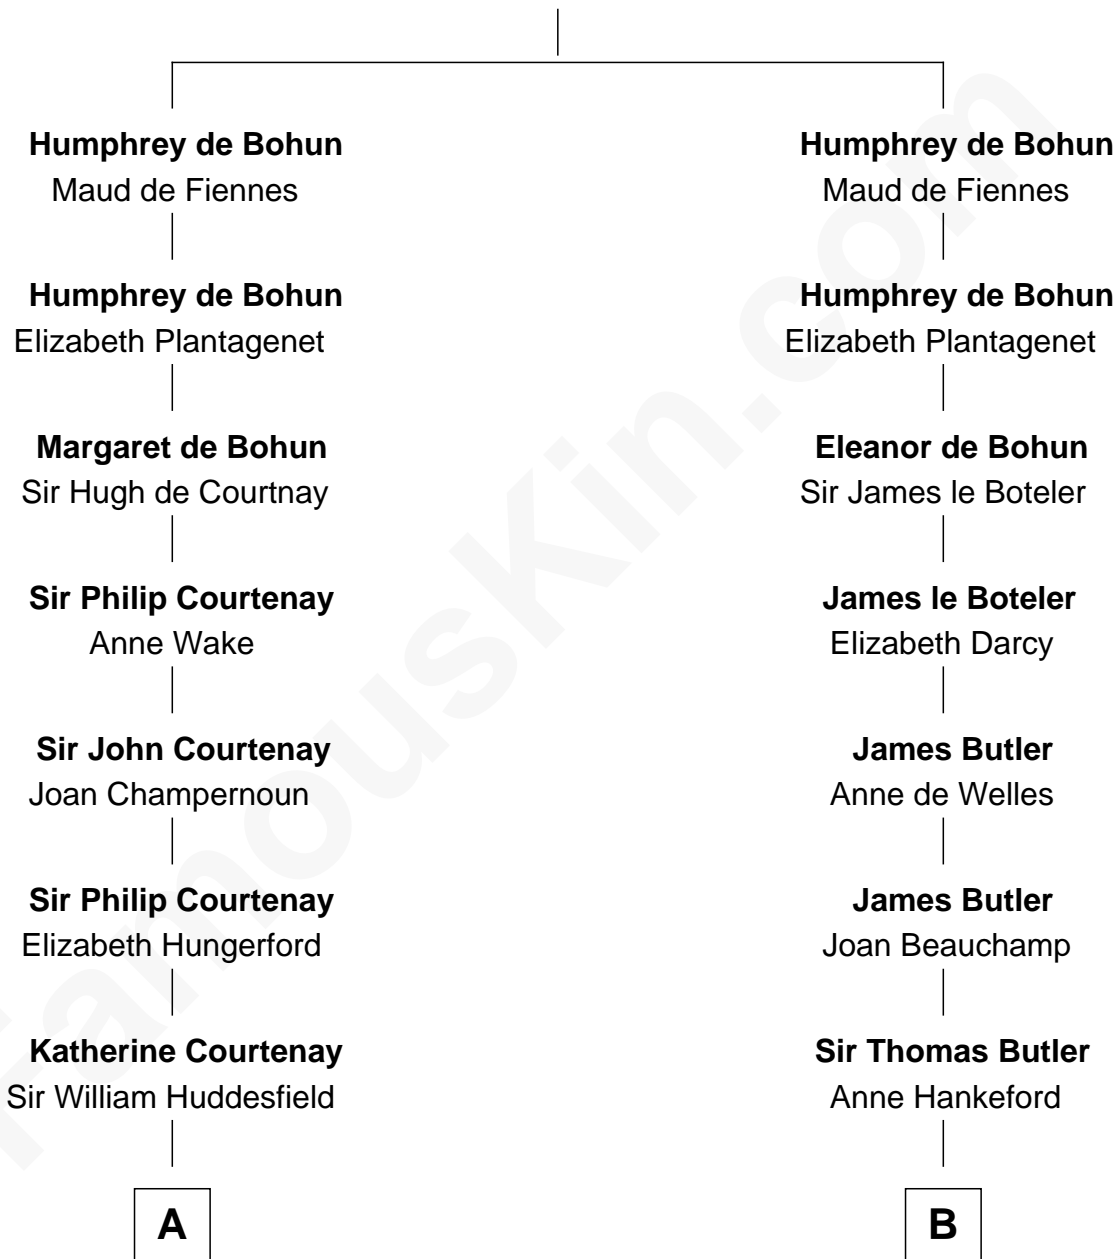 Humphrey de Bohun
Maud de Fiennes
Humphrey de Bohun
Elizabeth Plantagenet
Margaret de Bohun
Sir Hugh de Courtnay
Sir Philip Courtenay
Anne Wake
Sir John Courtenay
Joan Champernoun
Sir Philip Courtenay
Elizabeth Hungerford
Katherine Courtenay
Sir William Huddesfield
A
Humphrey de Bohun
Maud de Fiennes
Humphrey de Bohun
Elizabeth Plantagenet
Eleanor de Bohun
Sir James le Boteler
James le Boteler
Elizabeth Darcy
James Butler
Anne de Welles
James Butler
Joan Beauchamp
Sir Thomas Butler
Anne Hankeford
B
FamousKin.com